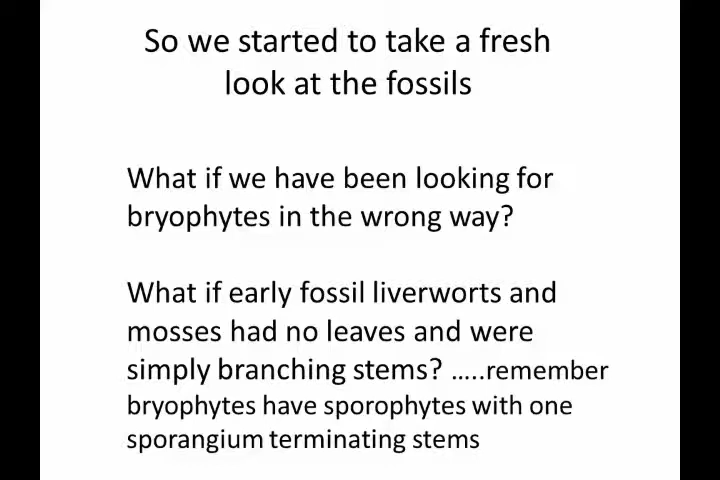 So we started to take a fresh
look at the fossils
What if we have been looking for
bryophytes in the wrong way?
What if early fossil liverworts and
mosses had no leaves and were
simply branching stems? .....remember
bryophytes have sporophytes with one
sporangium terminating stems